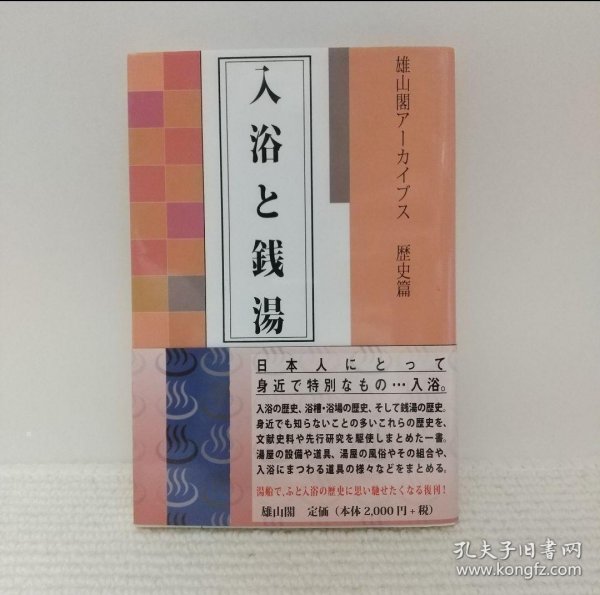 雄山閣アーカイブス 歴史篇
入浴と銭湯
日本人にとって
身近で特別なもの…入浴。
入浴の歴史、浴槽・浴場の歴史、そして銭湯の歴史。
身近でも知らないことの多いこれらの歴史を、
文献史料や先行研究を駆使しまとめた一書。
湯屋の設備や道具、湯屋の風俗やその組合や、
入浴にまつわる道具の様々などをまとめる。
湯船で、ふと入浴の歴史に思い馳せたくなる復刊！
雄山閣 定価（本体2,000円+税）
孔夫子旧书网
www.kongfz.com